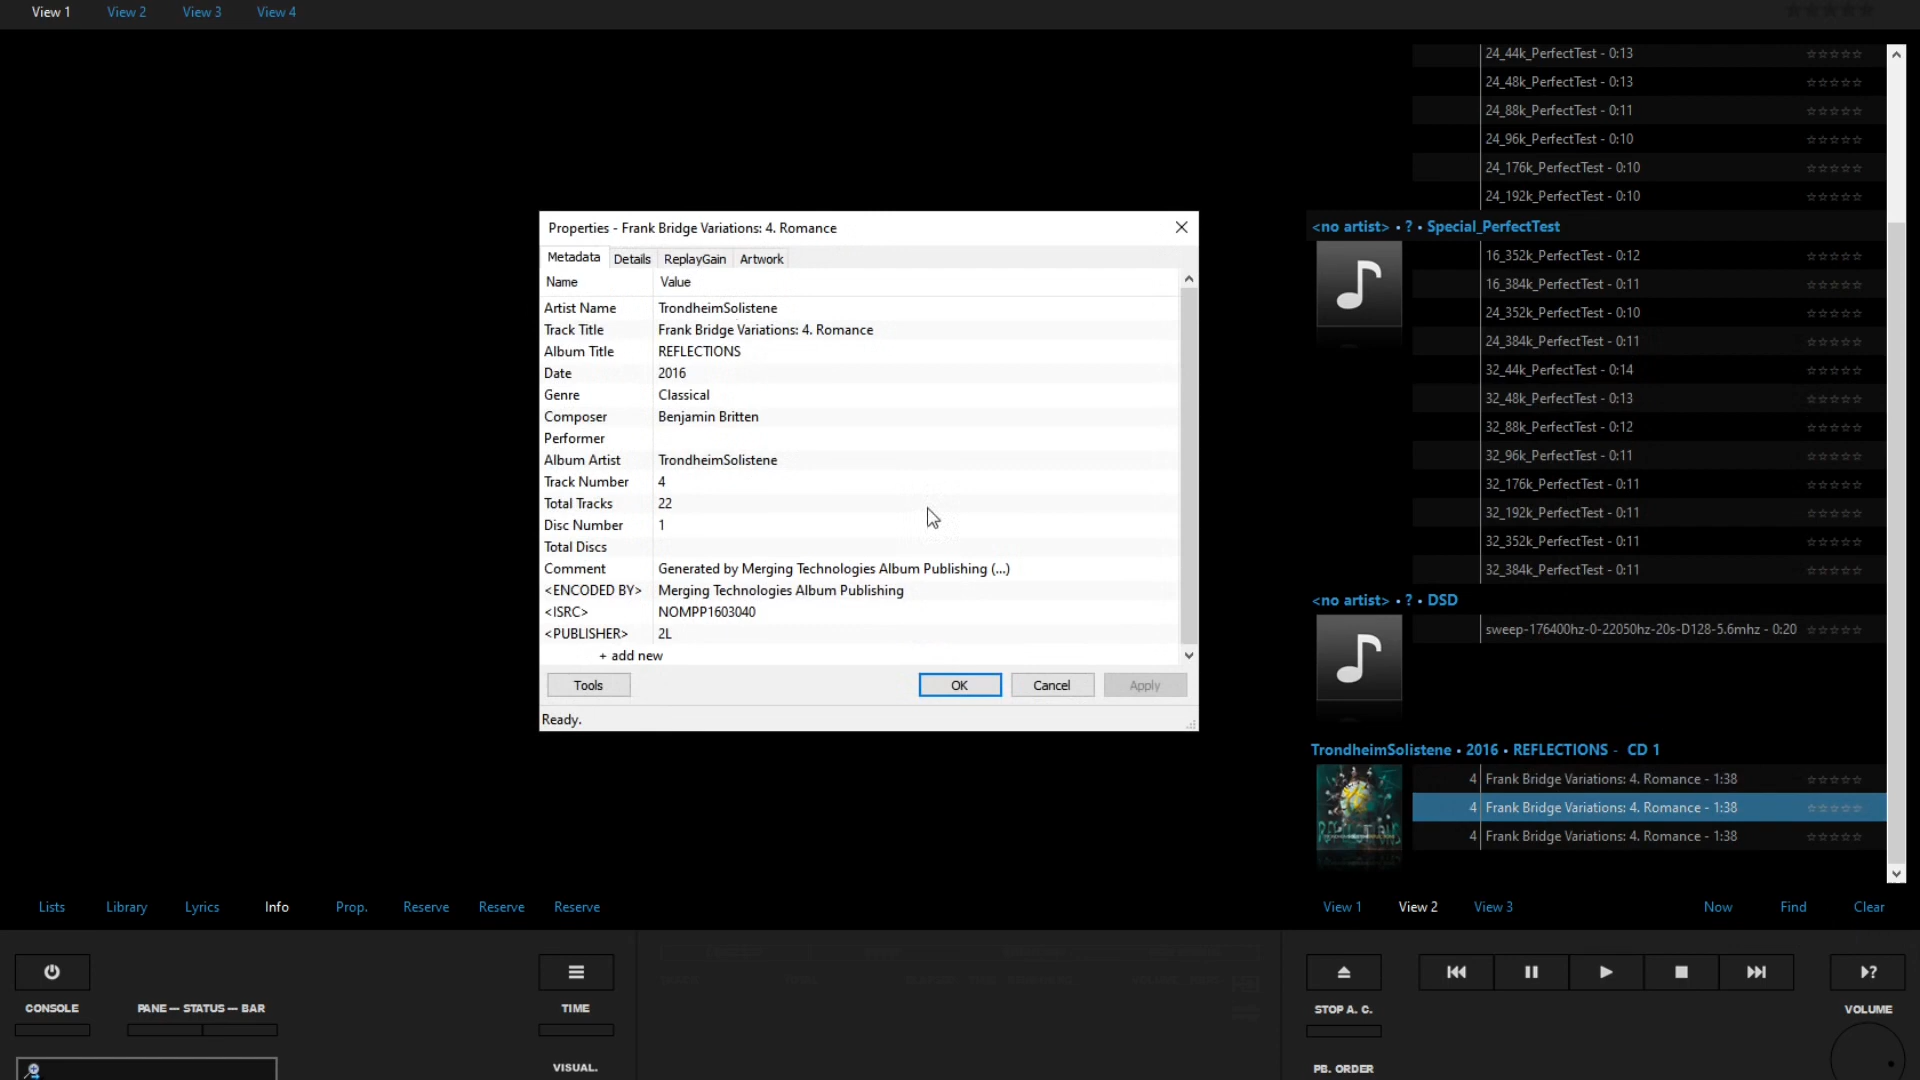 View 1 View 2 View 3 View 4
24_44k_PerfectTest - 0:13
24_48k_PerfectTest - 0:13
24_88k_PerfectTest - 0:11
24_96k_PerfectTest - 0:10
24_176k_PerfectTest - 0:10
24_192k_PerfectTest - 0:10
<no artist> • ? • Special_PerfectTest
16_352k_PerfectTest - 0:12
16_384k_PerfectTest - 0:11
24_352k_PerfectTest - 0:10
24_384k_PerfectTest - 0:11
32_44k_PerfectTest - 0:14
32_48k_PerfectTest - 0:13
32_88k_PerfectTest - 0:12
32_96k_PerfectTest - 0:11
32_176k_PerfectTest - 0:11
32_192k_PerfectTest - 0:11
32_352k_PerfectTest - 0:11
32_384k_PerfectTest - 0:11
<no artist> • ? • DSD
sweep-176400hz-0-22050hz-20s-D128-5.6mhz - 0:20
TrondheimSolistene • 2016 • REFLECTIONS - CD 1
4 Frank Bridge Variations: 4. Romance - 1:38
4 Frank Bridge Variations: 4. Romance - 1:38
4 Frank Bridge Variations: 4. Romance - 1:38
Properties - Frank Bridge Variations: 4. Romance
Metadata Details ReplayGain Artwork
Name Value
Artist Name TrondheimSolistene
Track Title Frank Bridge Variations: 4. Romance
Album Title REFLECTIONS
Date 2016
Genre Classical
Composer Benjamin Britten
Performer
Album Artist TrondheimSolistene
Track Number 4
Total Tracks 22
Disc Number 1
Total Discs
Comment Generated by Merging Technologies Album Publishing (...)
<ENCODED BY> Merging Technologies Album Publishing
<ISRC> NOMPP1603040
<PUBLISHER> 2L
+ add new
Tools OK Cancel Apply
Ready.
Lists Library Lyrics Info Prop. Reserve Reserve Reserve
View 1 View 2 View 3 Now Find Clear
CONSOLE PANE — STATUS — BAR TIME STOP A. C. VOLUME
VISUAL. PB. ORDER